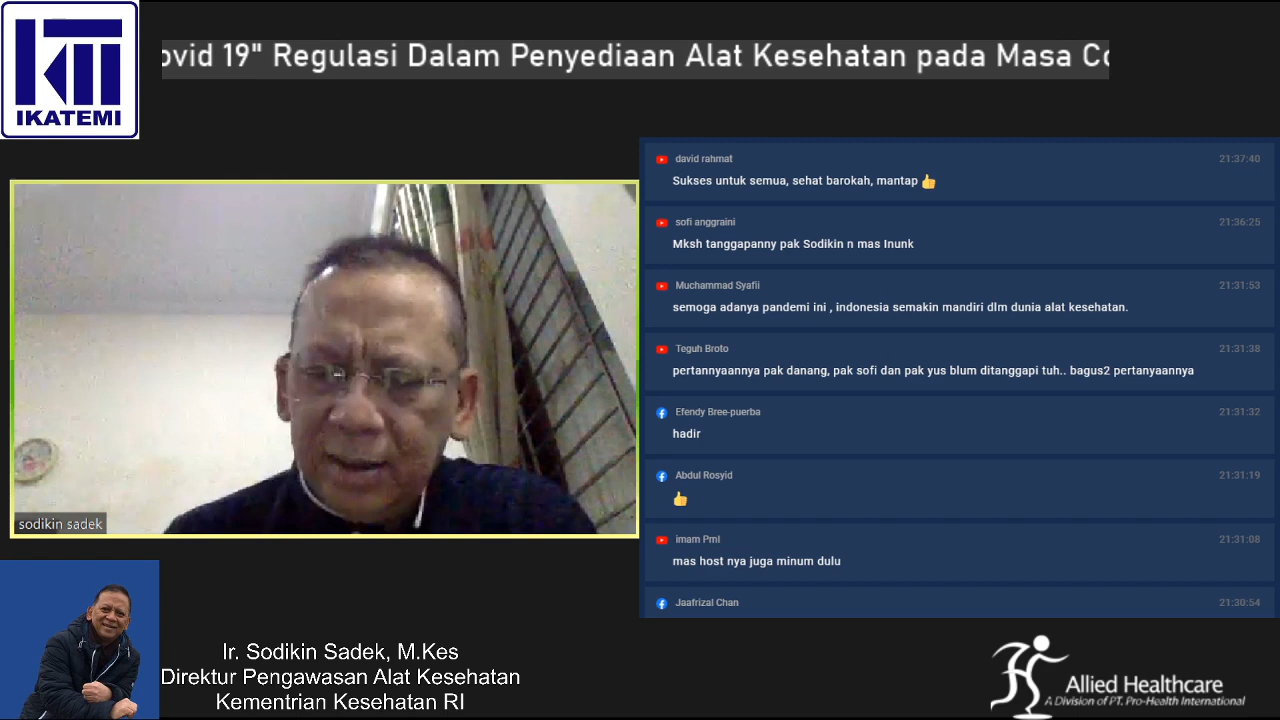 IKATEMI
ovid 19" Regulasi Dalam Penyediaan Alat Kesehatan pada Masa Co
david rahmat 21:37:40
Sukses untuk semua, sehat barokah, mantap 👍
sofi anggraini 21:36:25
Mksh tanggapanny pak Sodikin n mas Inunk
Muchammad Syafii 21:31:53
semoga adanya pandemi ini , indonesia semakin mandiri dlm dunia alat kesehatan.
Teguh Broto 21:31:38
pertannyaannya pak danang, pak sofi dan pak yus blum ditanggapi tuh.. bagus2 pertanyaannya
Efendy Bree-puerba 21:31:32
hadir
Abdul Rosyid 21:31:19
👍
imam Pml 21:31:08
mas host nya juga minum dulu
Jaafrizal Chan 21:30:54
sodikin sadek
Ir. Sodikin Sadek, M.Kes
Direktur Pengawasan Alat Kesehatan
Kementrian Kesehatan RI
Allied Healthcare
A Division of PT. Pro-Health International